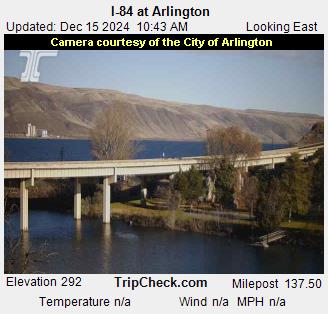 I-84 at Arlington
Updated: Dec 15 2024 10:43 AM Looking East
Camera courtesy of the City of Arlington
Elevation 292 TripCheck.com Milepost 137.50
Temperature n/a Wind n/a MPH n/a